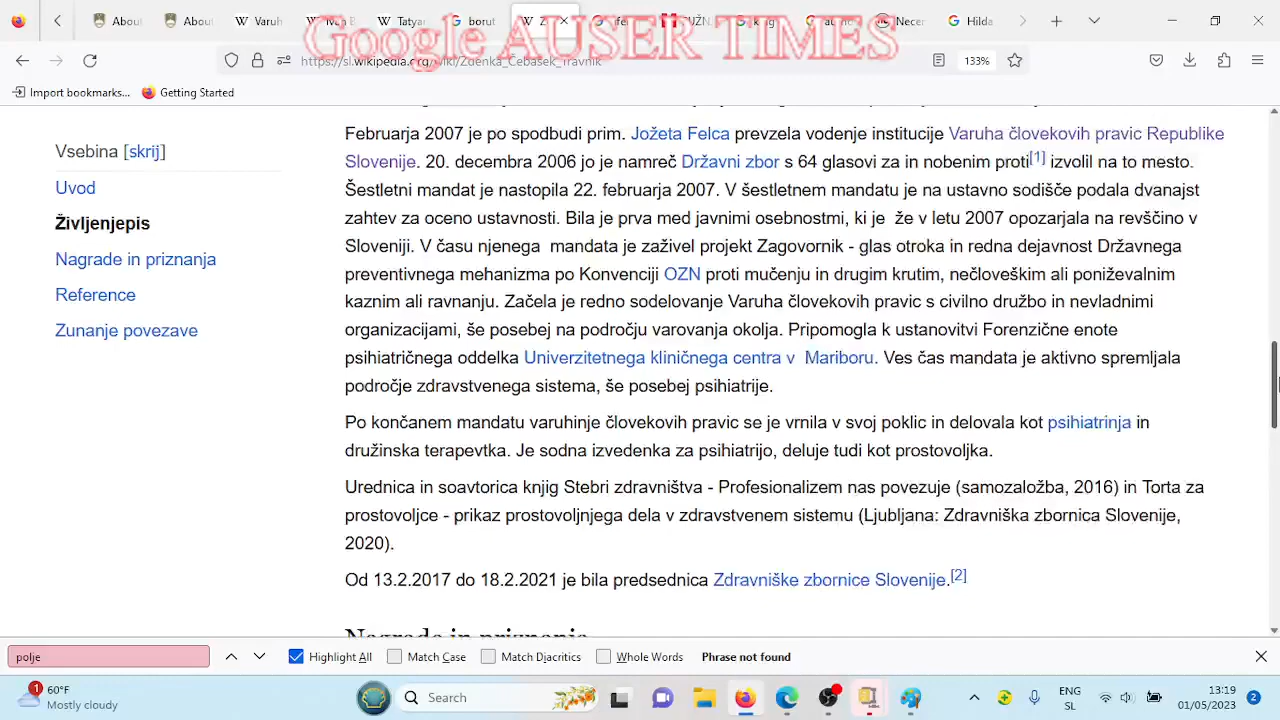 Abou
Abou
Varuh
Tatya
borut
Necer
Hilda
Google AUSER TIMES
https://sl.wikipedia.org/wiki/Zdenka_Čebašek_Travnik
133%
Import bookmarks...
Getting Started
Vsebina [skrij]
Uvod
Življenjepis
Nagrade in priznanja
Reference
Zunanje povezave
Februarja 2007 je po spodbudi prim. Jožeta Felca prevzela vodenje institucije Varuha človekovih pravic Republike
Slovenije. 20. decembra 2006 jo je namreč Državni zbor s 64 glasovi za in nobenim proti[1] izvolil na to mesto.
Šestletni mandat je nastopila 22. februarja 2007. V šestletnem mandatu je na ustavno sodišče podala dvanajst
zahtev za oceno ustavnosti. Bila je prva med javnimi osebnostmi, ki je že v letu 2007 opozarjala na revščino v
Sloveniji. V času njenega mandata je zaživel projekt Zagovornik - glas otroka in redna dejavnost Državnega
preventivnega mehanizma po Konvenciji OZN proti mučenju in drugim krutim, nečloveškim ali poniževalnim
kaznim ali ravnanju. Začela je redno sodelovanje Varuha človekovih pravic s civilno družbo in nevladnimi
organizacijami, še posebej na področju varovanja okolja. Pripomogla k ustanovitvi Forenzične enote
psihiatričnega oddelka Univerzitetnega kliničnega centra v Mariboru. Ves čas mandata je aktivno spremljala
področje zdravstvenega sistema, še posebej psihiatrije.
Po končanem mandatu varuhinje človekovih pravic se je vrnila v svoj poklic in delovala kot psihiatrinja in
družinska terapevtka. Je sodna izvedenka za psihiatrijo, deluje tudi kot prostovoljka.
Urednica in soavtorica knjig Stebri zdravništva - Profesionalizem nas povezuje (samozaložba, 2016) in Torta za
prostovoljce - prikaz prostovoljnjega dela v zdravstvenem sistemu (Ljubljana: Zdravniška zbornica Slovenije,
2020).
Od 13.2.2017 do 18.2.2021 je bila predsednica Zdravniške zbornice Slovenije.[2]
Nagrade in priznanja
polje
Highlight All
Match Case
Match Diacritics
Whole Words
Phrase not found
1
60°F
Mostly cloudy
Search
ENG
SL
13:19
01/05/2023
2